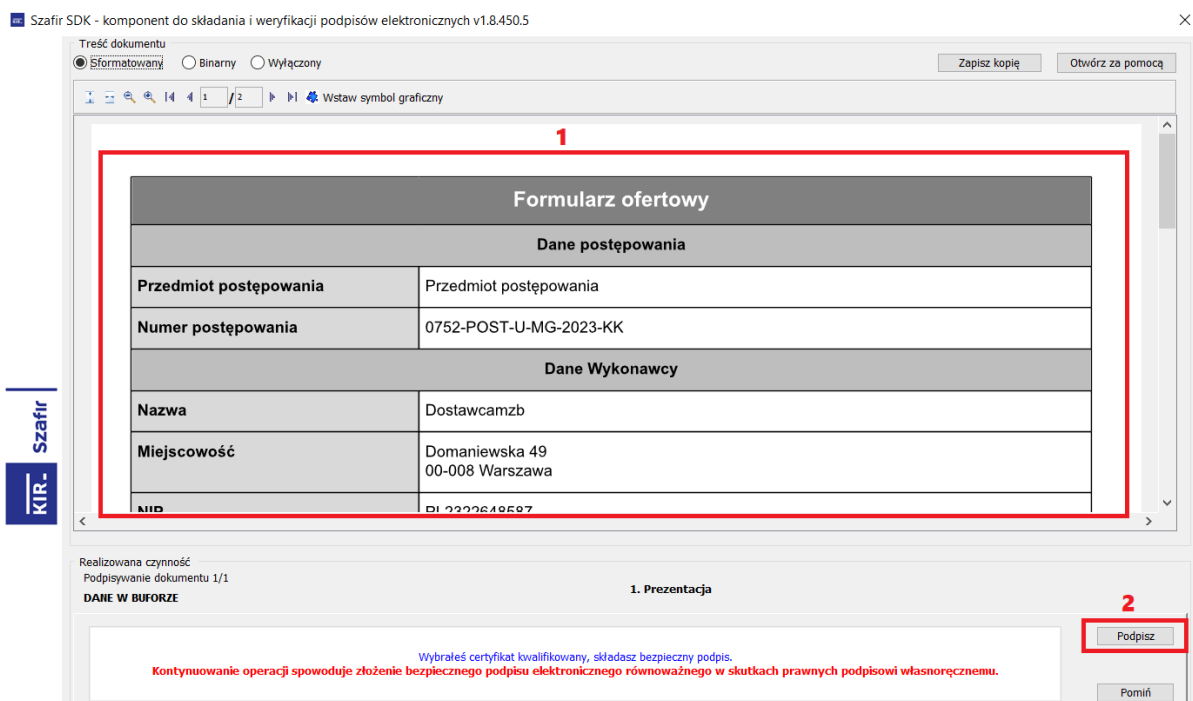 Szafir SDK - komponent do składania i weryfikacji podpisów elektronicznych v1.8.450.5
Treść dokumentu
Sformatowany Binarny Wyłączony
Zapisz kopię Otwórz za pomocą
1 / 2 Wstaw symbol graficzny
1
Formularz ofertowy
Dane postępowania
Przedmiot postępowania Przedmiot postępowania
Numer postępowania 0752-POST-U-MG-2023-KK
Dane Wykonawcy
Nazwa Dostawcamzb
Miejscowość Domaniewska 49
00-008 Warszawa
NIP PL2322648587
KIR. Szafir
Realizowana czynność
Podpisywanie dokumentu 1/1
DANE W BUFORZE
1. Prezentacja
2
Podpisz
Wybrałeś certyfikat kwalifikowany, składasz bezpieczny podpis.
Kontynuowanie operacji spowoduje złożenie bezpiecznego podpisu elektronicznego równoważnego w skutkach prawnych podpisowi własnoręcznemu.
Pomiń